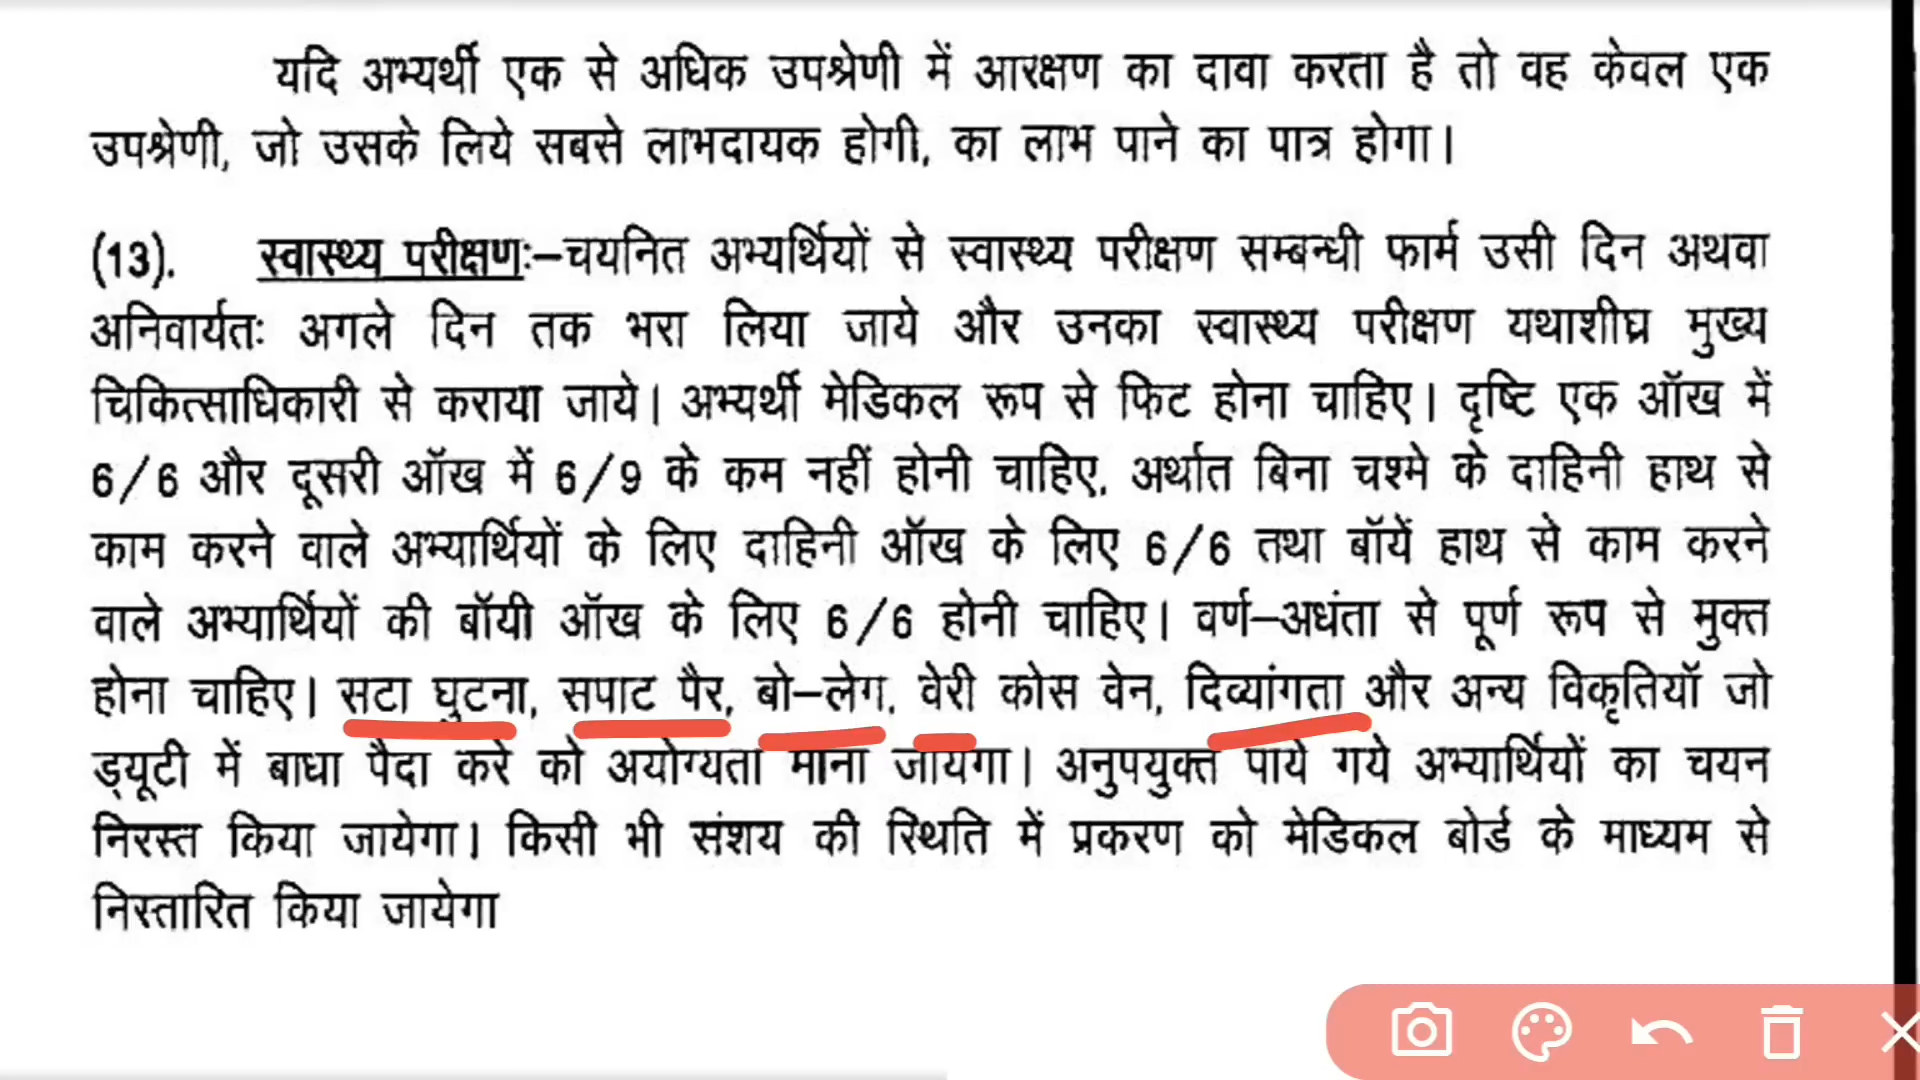 यदि अभ्यर्थी एक से अधिक उपश्रेणी में आरक्षण का दावा करता है तो वह केवल एक
उपश्रेणी, जो उसके लिये सबसे लाभदायक होगी, का लाभ पाने का पात्र होगा।
(13). स्वास्थ्य परीक्षणः–चयनित अभ्यर्थियों से स्वास्थ्य परीक्षण सम्बन्धी फार्म उसी दिन अथवा
अनिवार्यतः अगले दिन तक भरा लिया जाये और उनका स्वास्थ्य परीक्षण यथाशीघ्र मुख्य
चिकित्साधिकारी से कराया जाये। अभ्यर्थी मेडिकल रूप से फिट होना चाहिए। दृष्टि एक ऑख में
6/6 और दूसरी ऑख में 6/9 के कम नहीं होनी चाहिए, अर्थात बिना चश्मे के दाहिनी हाथ से
काम करने वाले अभ्यार्थियों के लिए दाहिनी ऑख के लिए 6/6 तथा बॉयें हाथ से काम करने
वाले अभ्यार्थियों की बॉयी ऑख के लिए 6/6 होनी चाहिए। वर्ण–अधंता से पूर्ण रूप से मुक्त
होना चाहिए। सटा घुटना, सपाट पैर, बो–लेग, वेरी कोस वेन, दिव्यांगता और अन्य विकृतियॉ जो
ड्यूटी में बाधा पैदा करे को अयोग्यता माना जायेगा। अनुपयुक्त पाये गये अभ्यार्थियों का चयन
निरस्त किया जायेगा। किसी भी संशय की स्थिति में प्रकरण को मेडिकल बोर्ड के माध्यम से
निस्तारित किया जायेगा